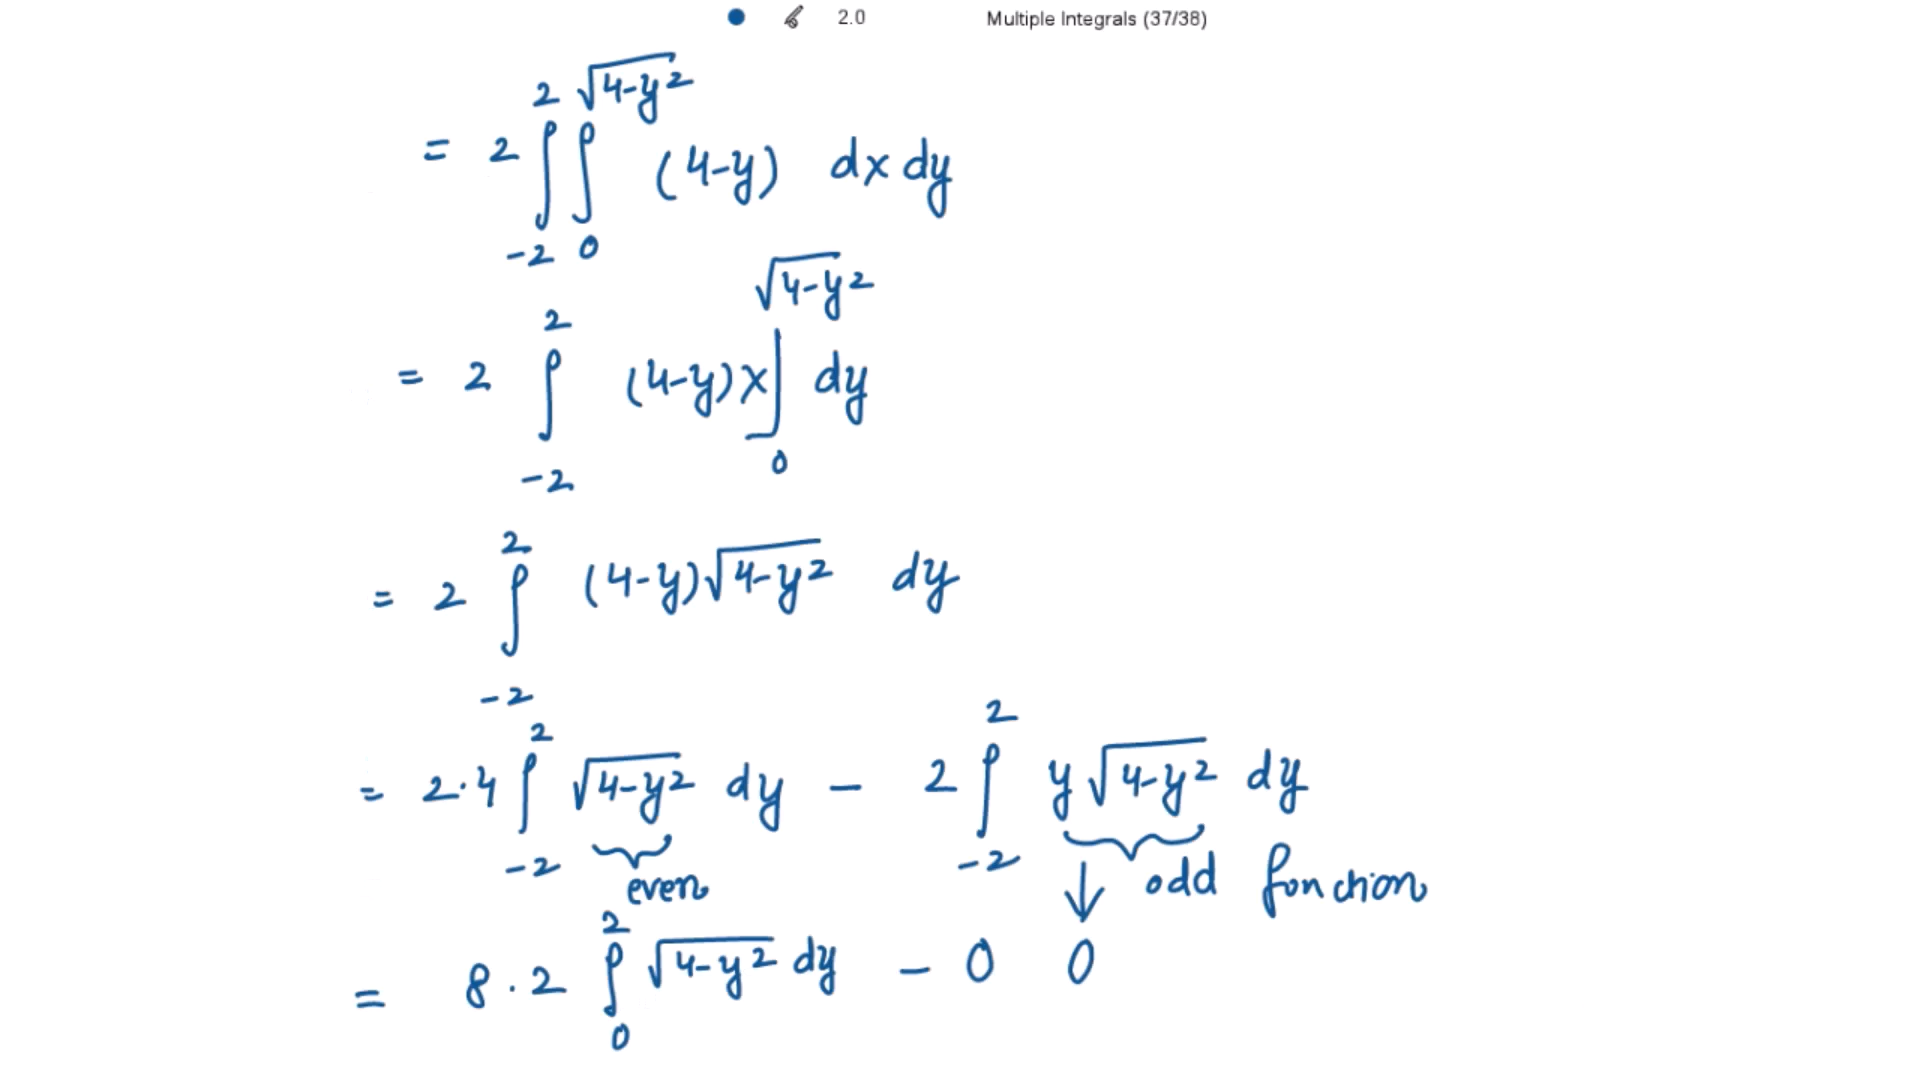 2.0 Multiple Integrals (37/38)
= 2 ∫_{-2}^{2} ∫_{0}^{√(4-y²)} (4-y) dx dy
= 2 ∫_{-2}^{2} (4-y)x ]_{0}^{√(4-y²)} dy
= 2 ∫_{-2}^{2} (4-y)√(4-y²) dy
= 2·4 ∫_{-2}^{2} √(4-y²) dy - 2 ∫_{-2}^{2} y√(4-y²) dy
even ↓ odd function
= 8·2 ∫_{0}^{2} √(4-y²) dy - 0 0